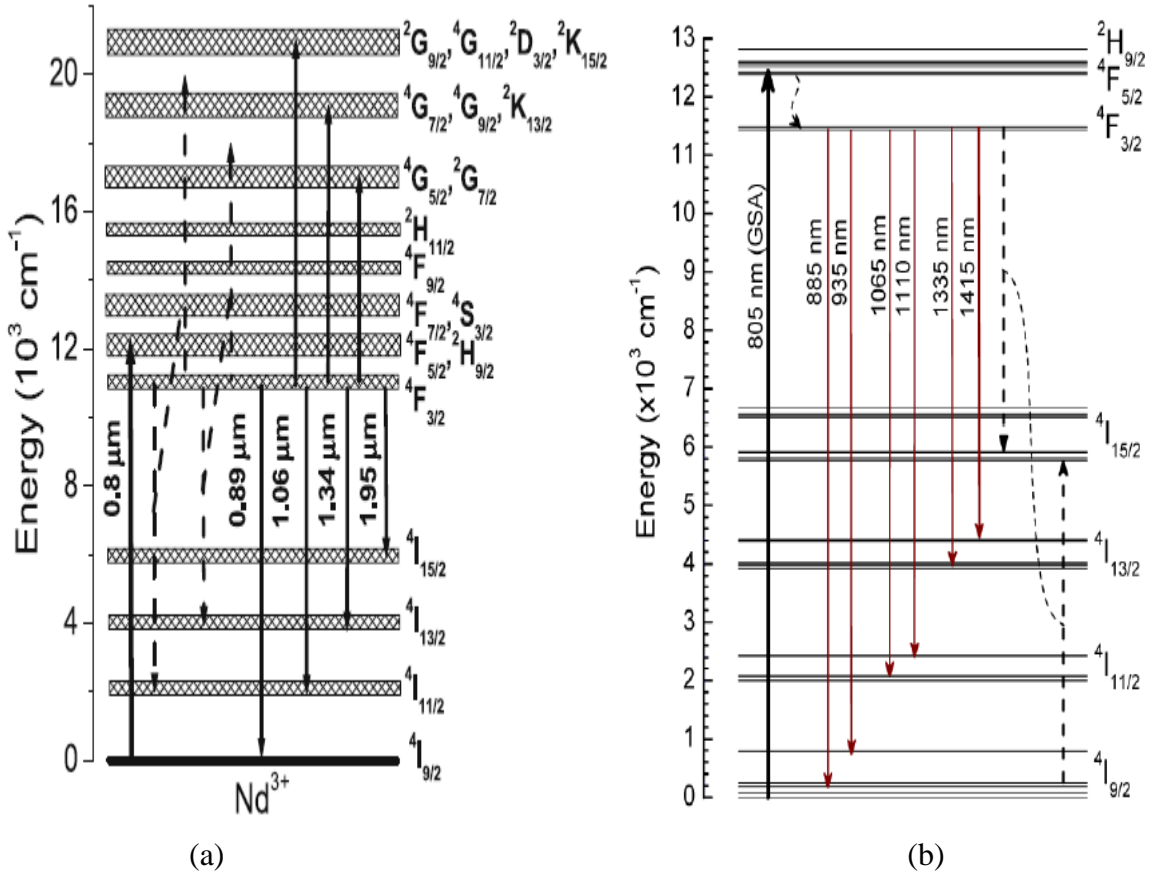 ²G₉/₂,⁴G₁₁/₂,²D₃/₂,²K₁₅/₂
20
⁴G₇/₂,⁴G₉/₂,²K₁₃/₂
⁴G₅/₂,²G₇/₂
16
²H₁₁/₂
⁴F₉/₂
⁴F₇/₂,⁴S₃/₂
12
⁴F₅/₂,²H₉/₂
⁴F₃/₂
Energy (10³ cm⁻¹)
0.8 µm
0.89 µm
1.06 µm
1.34 µm
1.95 µm
8
⁴I₁₅/₂
4
⁴I₁₃/₂
⁴I₁₁/₂
0
⁴I₉/₂
Nd³⁺
(a)
13
²H₉/₂
⁴F₅/₂
12
⁴F₃/₂
11
10
9
8
7
6
5
4
3
2
1
0
Energy (x10³ cm⁻¹)
805 nm (GSA)
885 nm
935 nm
1065 nm
1110 nm
1335 nm
1415 nm
⁴I₁₅/₂
⁴I₁₃/₂
⁴I₁₁/₂
⁴I₉/₂
(b)